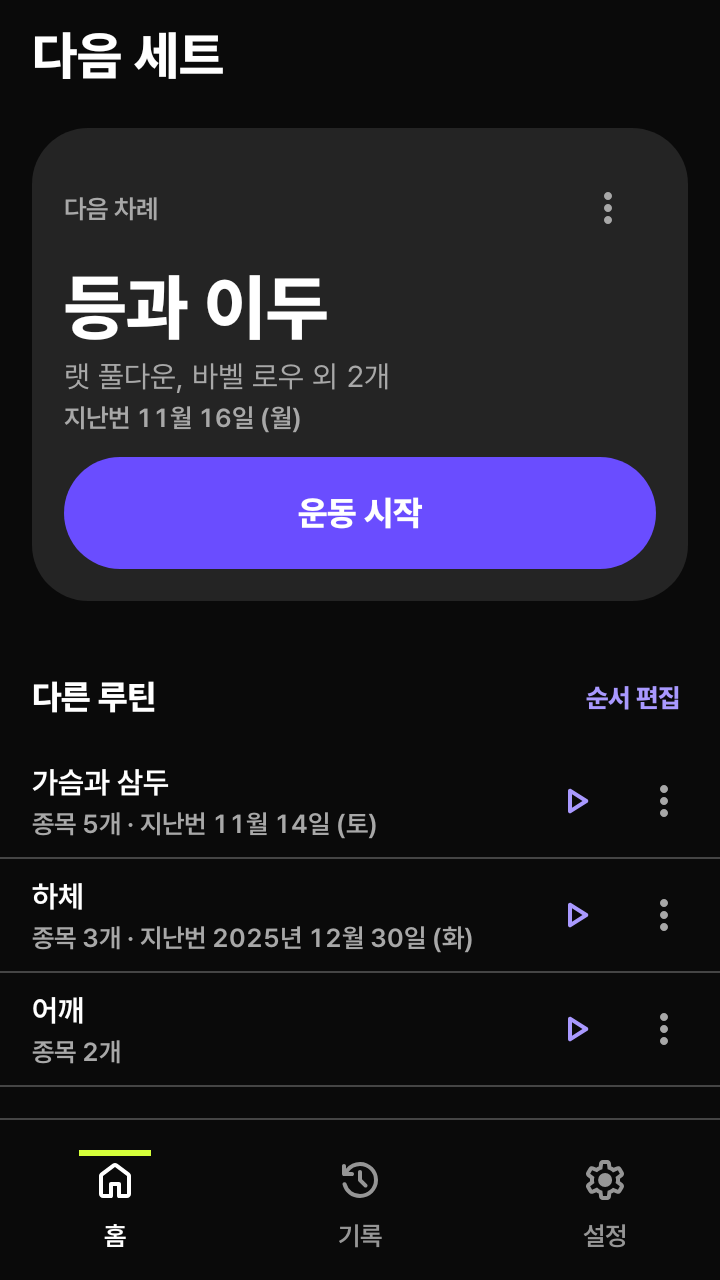 다음 세트
다음 차례
등과 이두
랫 풀다운, 바벨 로우 외 2개
지난번 11월 16일 (월)
운동 시작
다른 루틴
순서 편집
가슴과 삼두
종목 5개 · 지난번 11월 14일 (토)
하체
종목 3개 · 지난번 2025년 12월 30일 (화)
어깨
종목 2개
홈
기록
설정